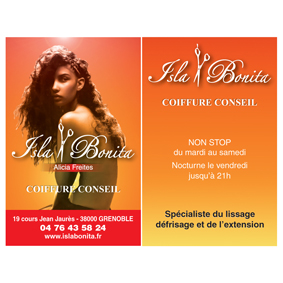 Isla Bonita
Alicia Freites
COIFFURE CONSEIL
19 cours Jean Jaurès - 38000 GRENOBLE
04 76 43 58 24
www.islabonita.fr
Isla Bonita
COIFFURE CONSEIL
NON STOP
du mardi au samedi
Nocturne le vendredi
jusqu'à 21h
Spécialiste du lissage
défrisage et de l'extension